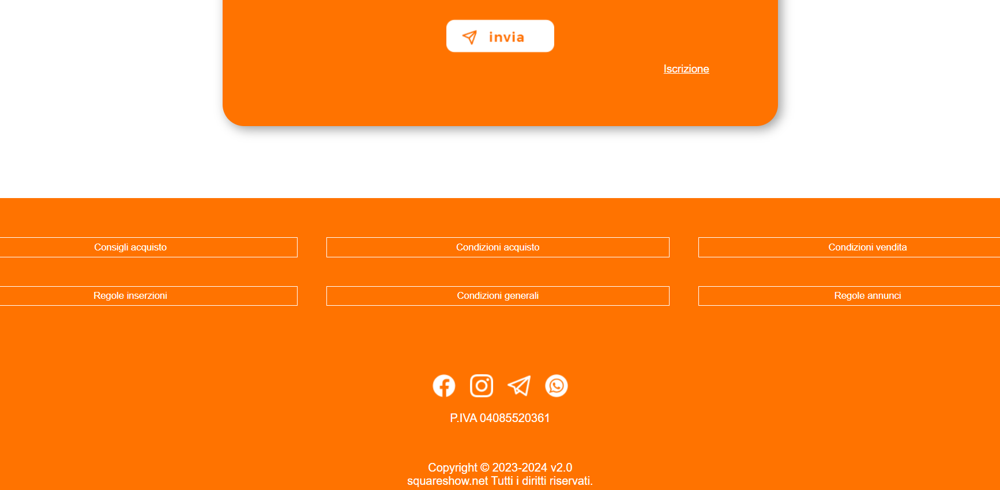 invia
Iscrizione
Consigli acquisto
Condizioni acquisto
Condizioni vendita
Regole inserzioni
Condizioni generali
Regole annunci
P.IVA 04085520361
Copyright © 2023-2024 v2.0
squareshow.net Tutti i diritti riservati.